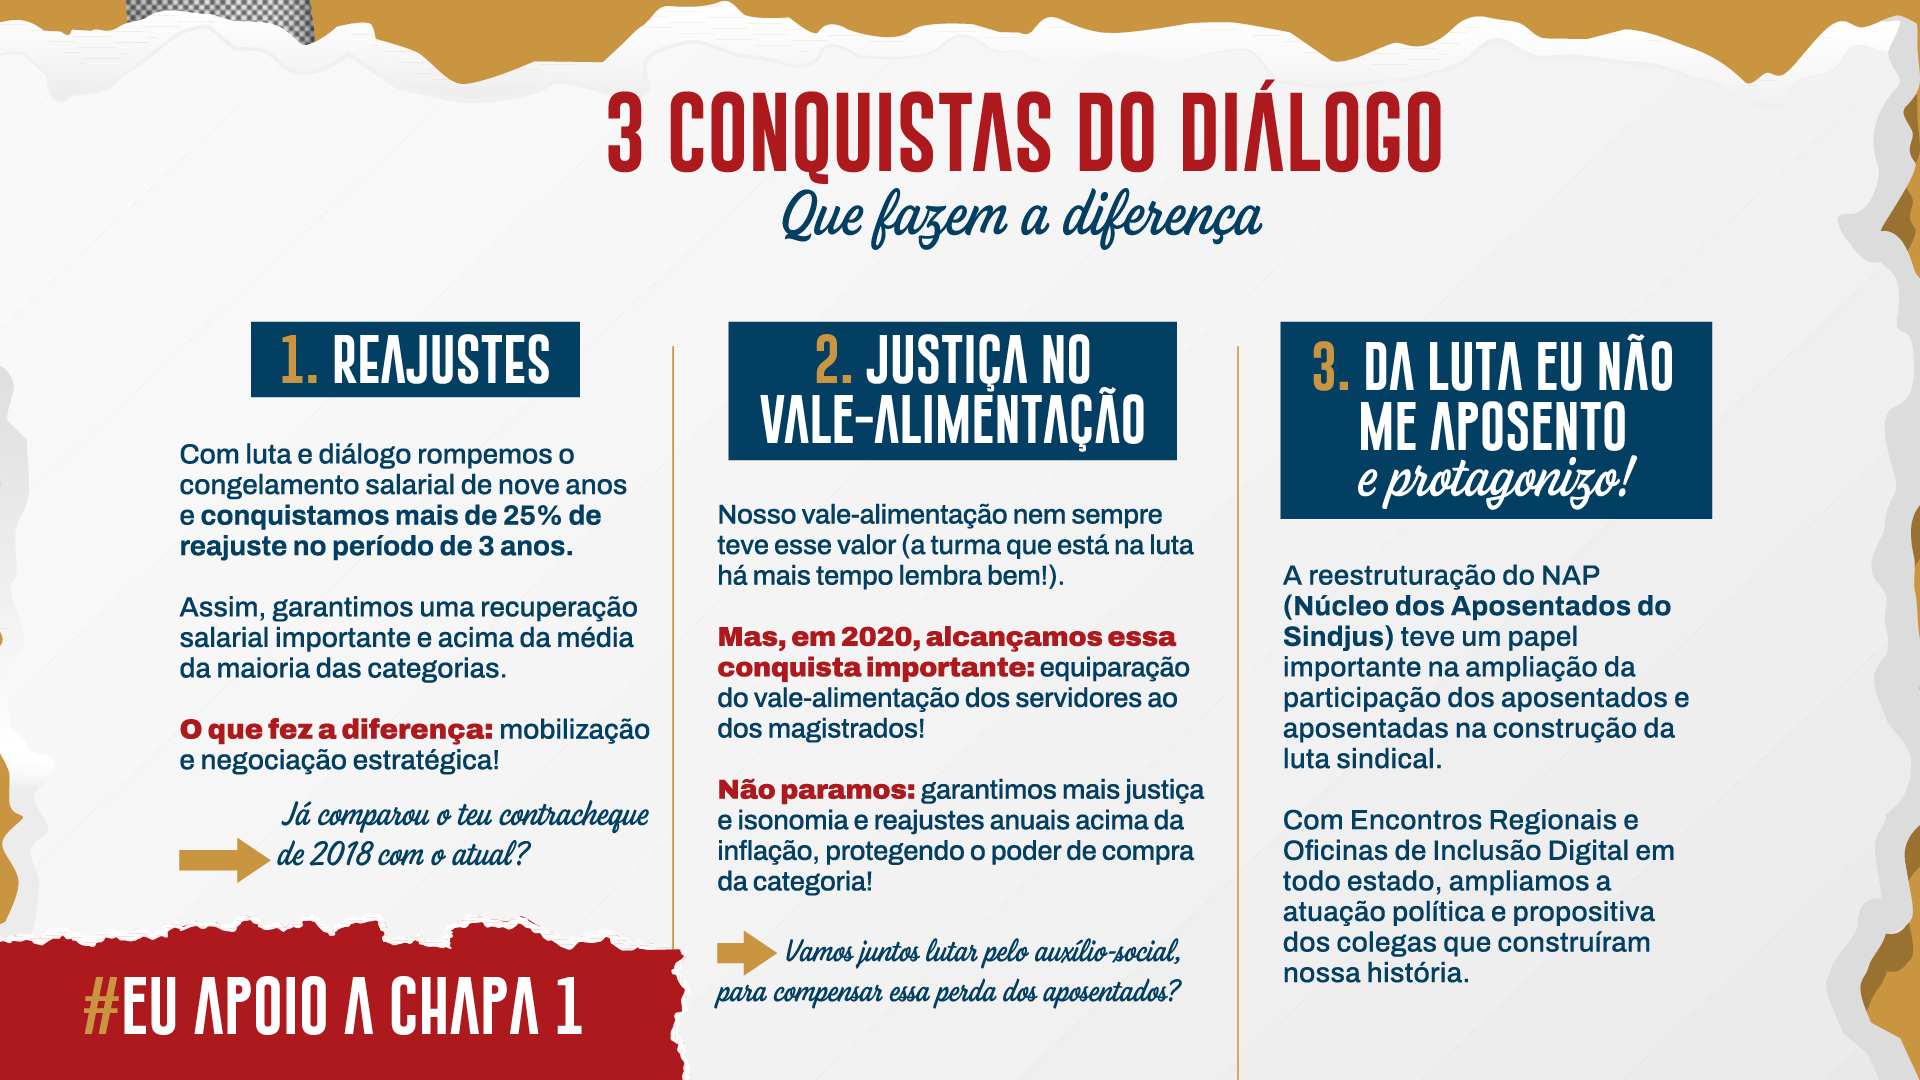 3 CONQUISTAS DO DIÁLOGO
Que fazem a diferença
1. REAJUSTES
Com luta e diálogo rompemos o
congelamento salarial de nove anos
e conquistamos mais de 25% de
reajuste no período de 3 anos.
Assim, garantimos uma recuperação
salarial importante e acima da média
da maioria das categorias.
O que fez a diferença: mobilização
e negociação estratégica!
Já comparou o teu contracheque
de 2018 com o atual?
#EU APOIO A CHAPA 1
2. JUSTIÇA NO
VALE-ALIMENTAÇÃO
Nosso vale-alimentação nem sempre
teve esse valor (a turma que está na luta
há mais tempo lembra bem!).
Mas, em 2020, alcançamos essa
conquista importante: equiparação
do vale-alimentação dos servidores ao
dos magistrados!
Não paramos: garantimos mais justiça
e isonomia e reajustes anuais acima da
inflação, protegendo o poder de compra
da categoria!
Vamos juntos lutar pelo auxílio-social,
para compensar essa perda dos aposentados?
3. DA LUTA EU NÃO
ME APOSENTO
e protagonizo!
A reestruturação do NAP
(Núcleo dos Aposentados do
Sindjus) teve um papel
importante na ampliação da
participação dos aposentados e
aposentadas na construção da
luta sindical.
Com Encontros Regionais e
Oficinas de Inclusão Digital em
todo estado, ampliamos a
atuação política e propositiva
dos colegas que construíram
nossa história.